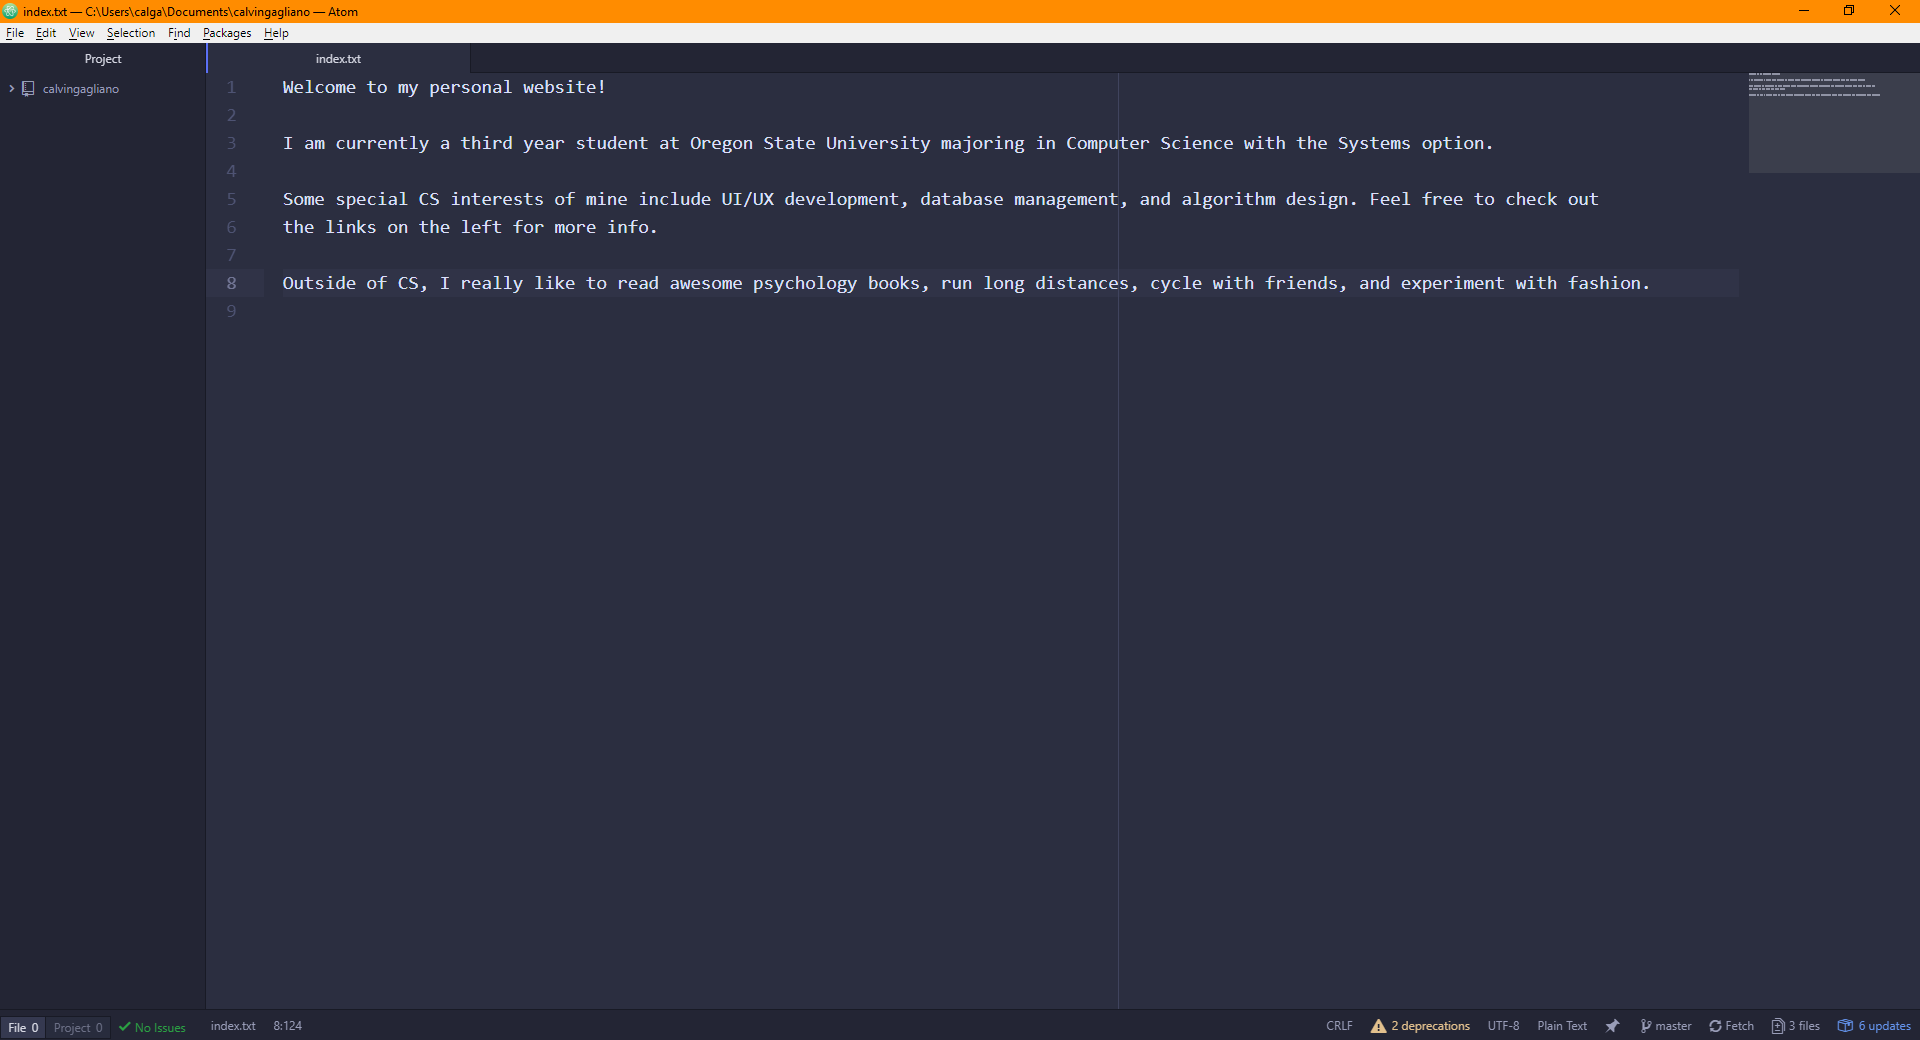 index.txt — C:\Users\calga\Documents\calvingagliano — Atom
File Edit View Selection Find Packages Help
Project
index.txt
calvingagliano
1 Welcome to my personal website!
2
3 I am currently a third year student at Oregon State University majoring in Computer Science with the Systems option.
4
5 Some special CS interests of mine include UI/UX development, database management, and algorithm design. Feel free to check out
6 the links on the left for more info.
7
8 Outside of CS, I really like to read awesome psychology books, run long distances, cycle with friends, and experiment with fashion.
9
File 0 Project 0 No Issues index.txt 8:124 CRLF 2 deprecations UTF-8 Plain Text master Fetch 3 files 6 updates